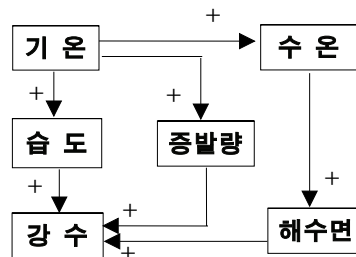 +
기 온 수 온
+ +
습 도 증발량
+ + +
강 수 해수면
+